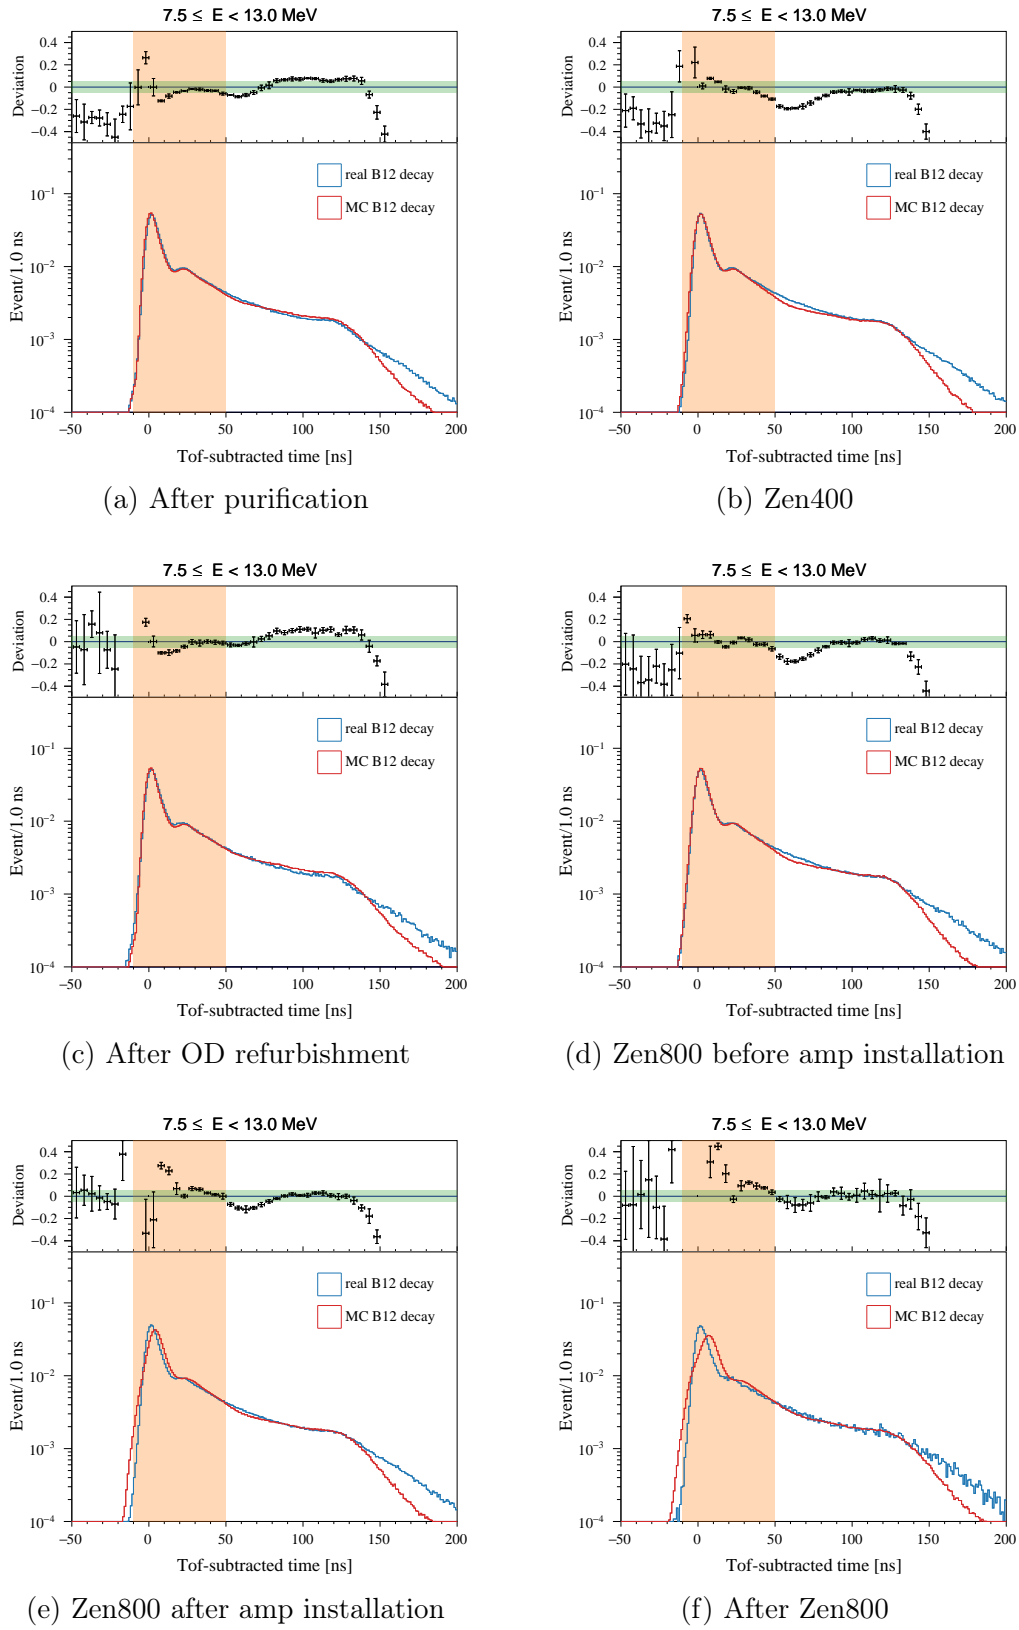 7.5 ≤ E < 13.0 MeV
Deviation
0.4
0.2
0
−0.2
−0.4
real B12 decay
MC B12 decay
Event/1.0 ns
10−1
10−2
10−3
10−4
−50 0 50 100 150 200
Tof-subtracted time [ns]
(a) After purification
7.5 ≤ E < 13.0 MeV
Deviation
0.4
0.2
0
−0.2
−0.4
real B12 decay
MC B12 decay
Event/1.0 ns
10−1
10−2
10−3
10−4
−50 0 50 100 150 200
Tof-subtracted time [ns]
(b) Zen400
7.5 ≤ E < 13.0 MeV
Deviation
0.4
0.2
0
−0.2
−0.4
real B12 decay
MC B12 decay
Event/1.0 ns
10−1
10−2
10−3
10−4
−50 0 50 100 150 200
Tof-subtracted time [ns]
(c) After OD refurbishment
7.5 ≤ E < 13.0 MeV
Deviation
0.4
0.2
0
−0.2
−0.4
real B12 decay
MC B12 decay
Event/1.0 ns
10−1
10−2
10−3
10−4
−50 0 50 100 150 200
Tof-subtracted time [ns]
(d) Zen800 before amp installation
7.5 ≤ E < 13.0 MeV
Deviation
0.4
0.2
0
−0.2
−0.4
real B12 decay
MC B12 decay
Event/1.0 ns
10−1
10−2
10−3
10−4
−50 0 50 100 150 200
Tof-subtracted time [ns]
(e) Zen800 after amp installation
7.5 ≤ E < 13.0 MeV
Deviation
0.4
0.2
0
−0.2
−0.4
real B12 decay
MC B12 decay
Event/1.0 ns
10−1
10−2
10−3
10−4
−50 0 50 100 150 200
Tof-subtracted time [ns]
(f) After Zen800